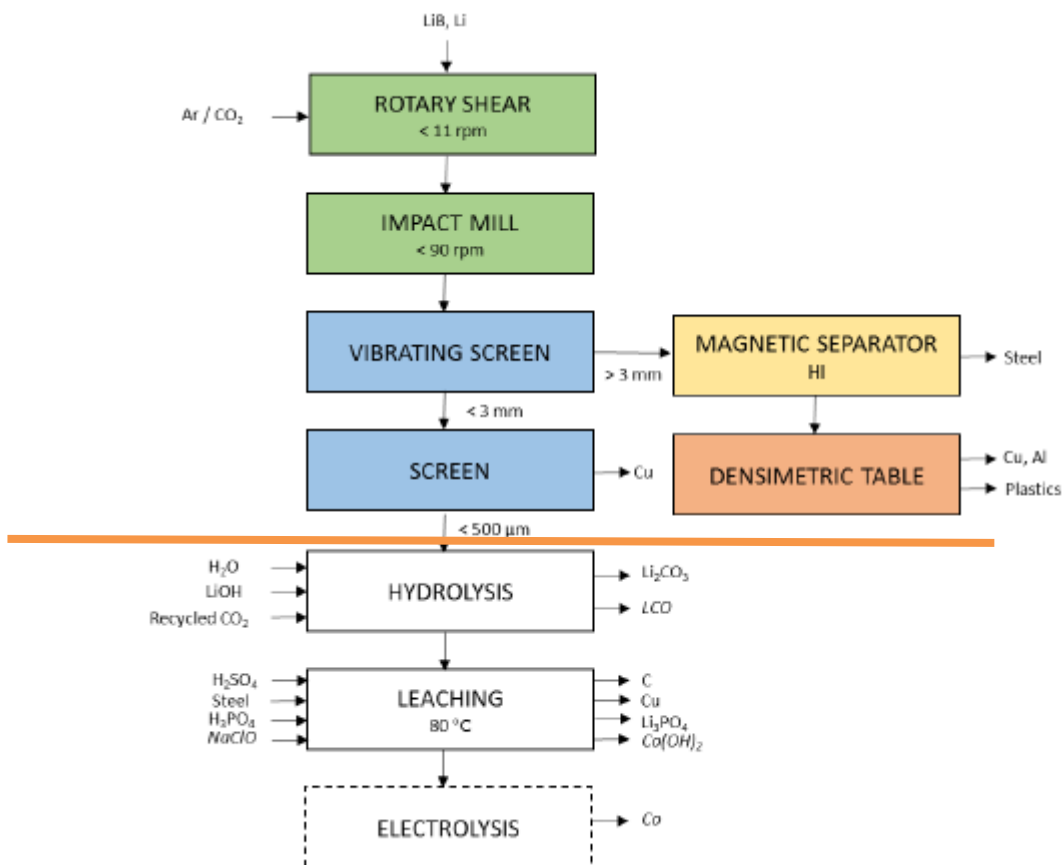 LiB, Li
Ar / CO₂
ROTARY SHEAR
< 11 rpm
IMPACT MILL
< 90 rpm
VIBRATING SCREEN
> 3 mm
MAGNETIC SEPARATOR
HI
Steel
< 3 mm
SCREEN
Cu
DENSIMETRIC TABLE
Cu, Al
Plastics
< 500 µm
H₂O
LiOH
Recycled CO₂
HYDROLYSIS
Li₂CO₃
LCO
H₂SO₄
Steel
H₃PO₄
NaClO
LEACHING
80 °C
C
Cu
Li₃PO₄
Co(OH)₂
ELECTROLYSIS
Co